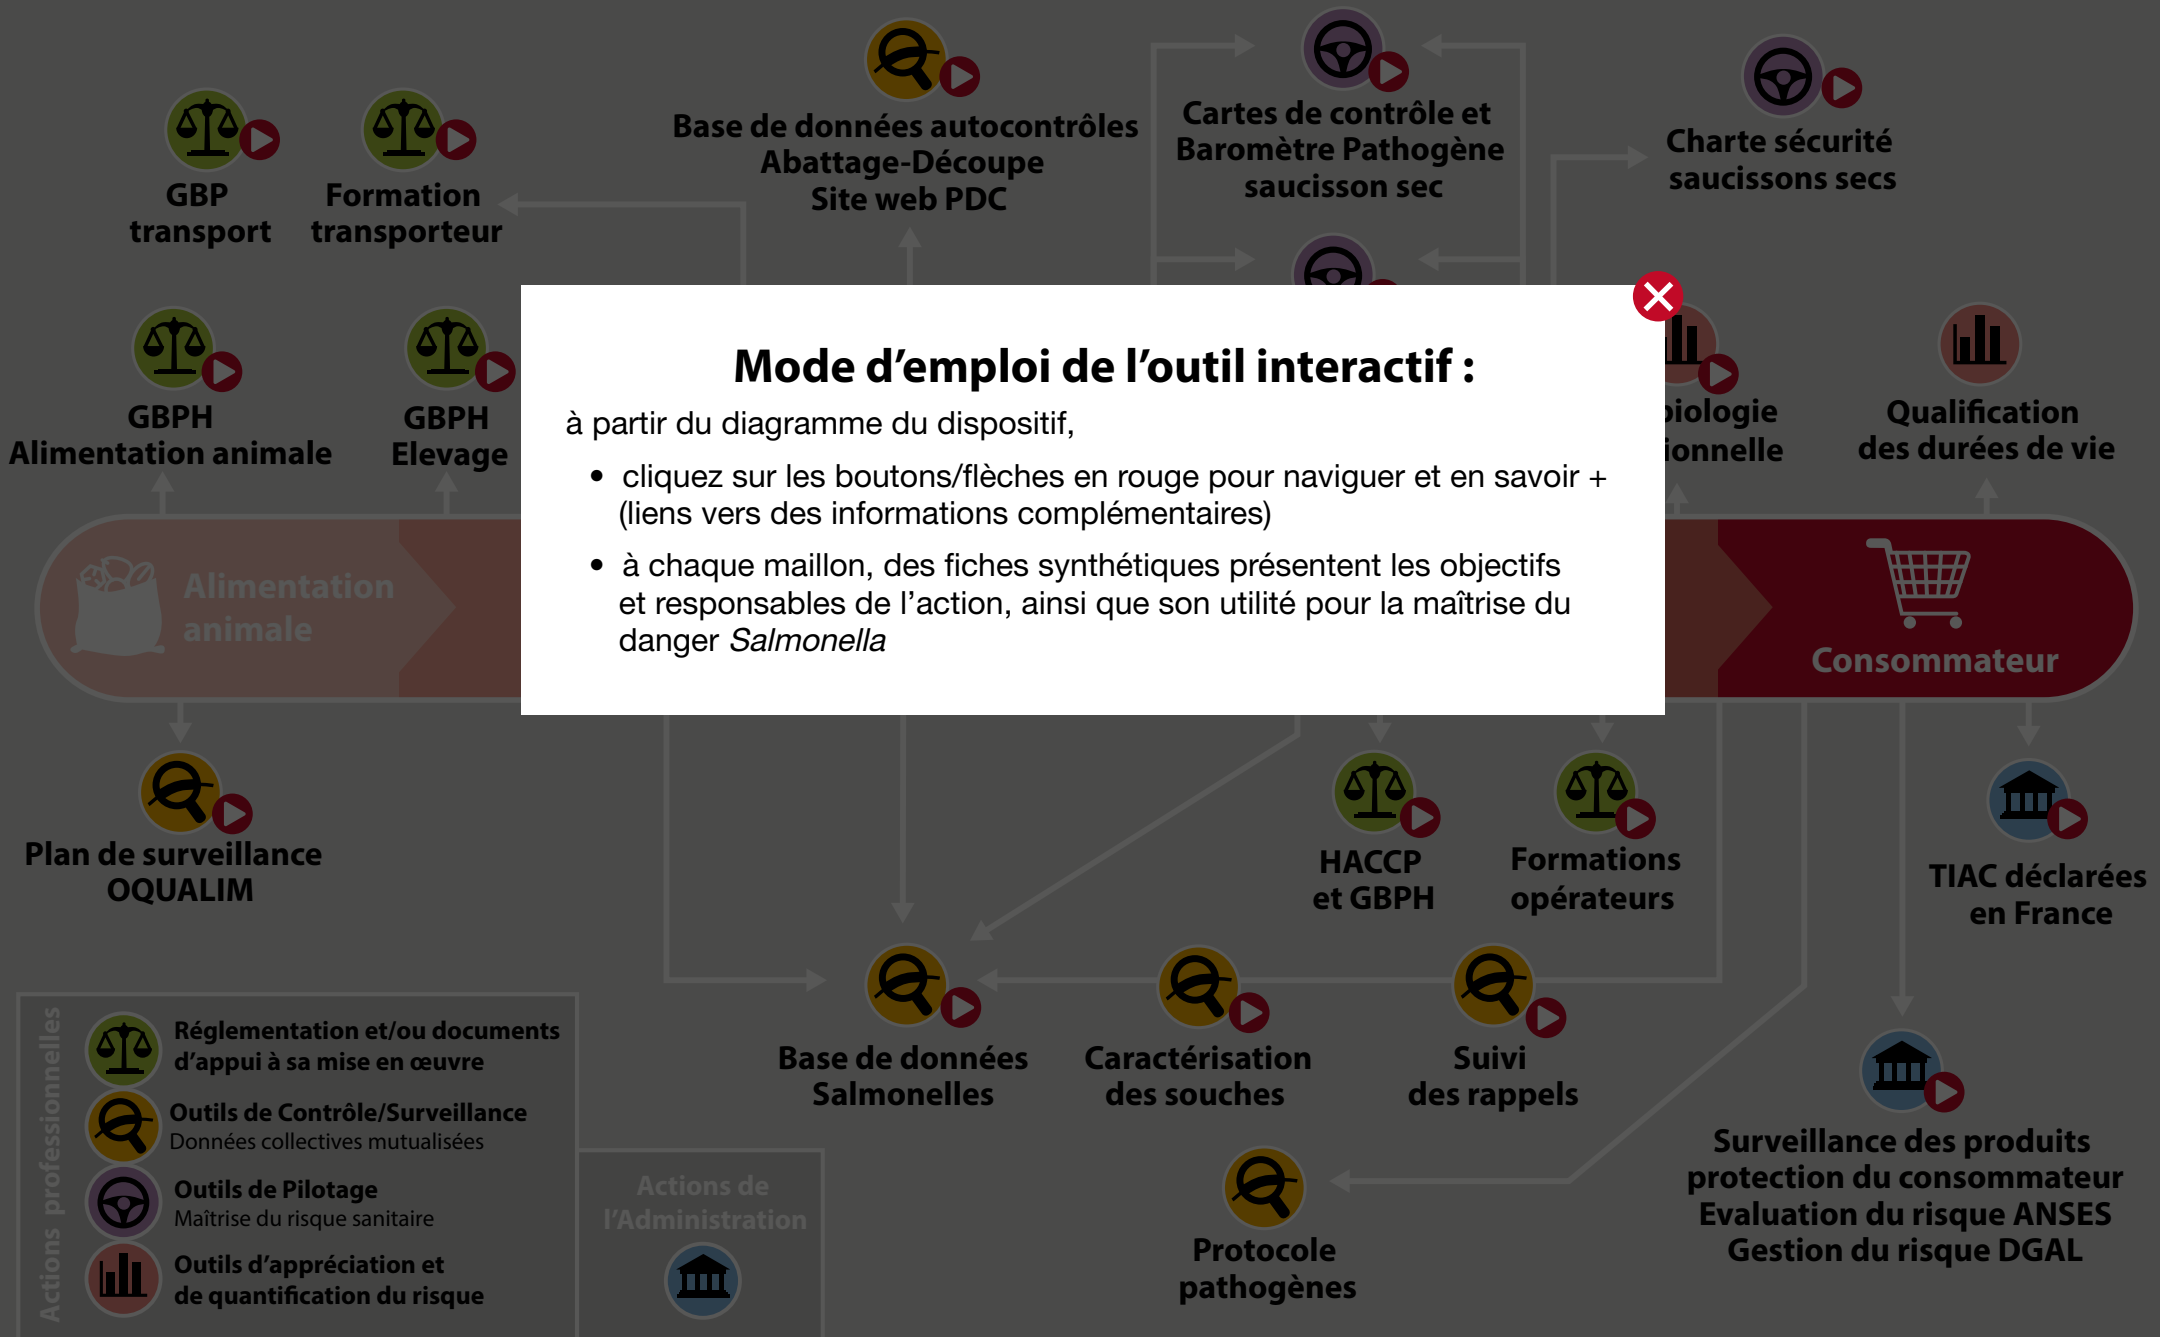 Base de données autocontrôles
Abattage-Découpe
Site web PDC
Cartes de contrôle et
Baromètre Pathogène
saucisson sec
Charte sécurité
saucissons secs
GBP
transport
Formation
transporteur
GBPH
Alimentation animale
GBPH
Elevage
Mode d’emploi de l’outil interactif :
à partir du diagramme du dispositif,
• cliquez sur les boutons/flèches en rouge pour naviguer et en savoir +
(liens vers des informations complémentaires)
• à chaque maillon, des fiches synthétiques présentent les objectifs
et responsables de l’action, ainsi que son utilité pour la maîtrise du
danger Salmonella
Qualification
des durées de vie
Alimentation
animale
Consommateur
Plan de surveillance
OQUALIM
HACCP
et GBPH
Formations
opérateurs
TIAC déclarées
en France
Base de données
Salmonelles
Caractérisation
des souches
Suivi
des rappels
Protocole
pathogènes
Surveillance des produits
protection du consommateur
Evaluation du risque ANSES
Gestion du risque DGAL
Actions professionnelles
Réglementation et/ou documents
d’appui à sa mise en œuvre
Outils de Contrôle/Surveillance
Données collectives mutualisées
Outils de Pilotage
Maîtrise du risque sanitaire
Outils d’appréciation et
de quantification du risque
Actions de
l’Administration